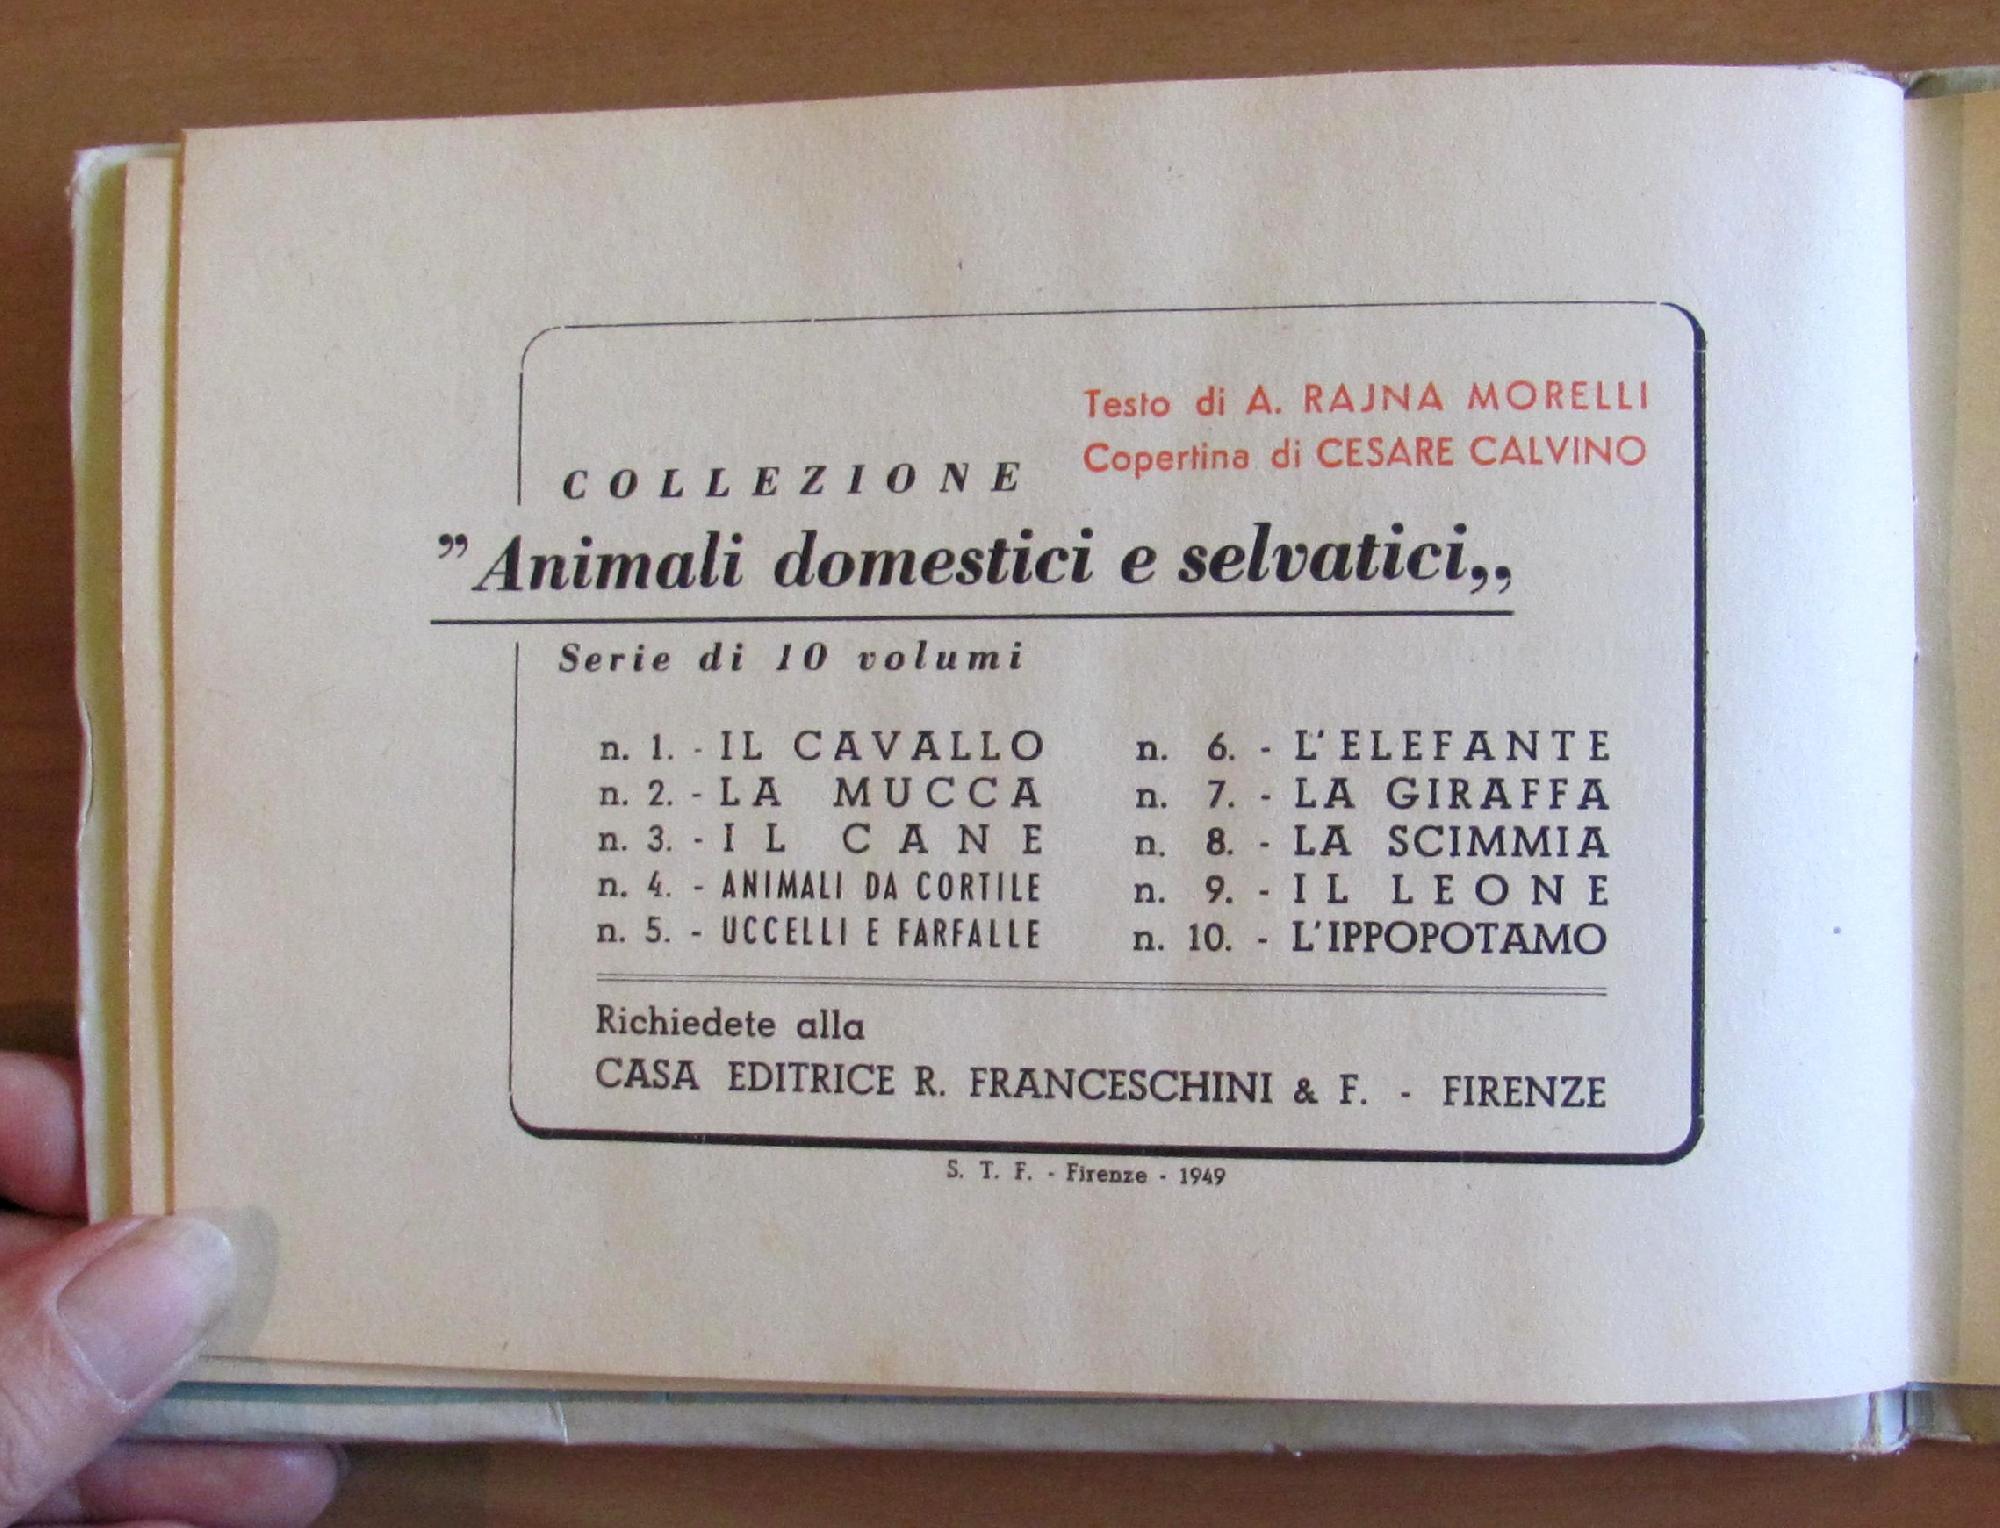 Testo di A. RAJNA MORELLI
Copertina di CESARE CALVINO
COLLEZIONE
"Animali domestici e selvatici„
Serie di 10 volumi
n. 1. - IL CAVALLO
n. 2. - LA MUCCA
n. 3. - IL CANE
n. 4. - ANIMALI DA CORTILE
n. 5. - UCCELLI E FARFALLE
n. 6. - L'ELEFANTE
n. 7. - LA GIRAFFA
n. 8. - LA SCIMMIA
n. 9. - IL LEONE
n. 10. - L'IPPOPOTAMO
Richiedete alla
CASA EDITRICE R. FRANCESCHINI & F. - FIRENZE
S. T. F. - Firenze - 1949